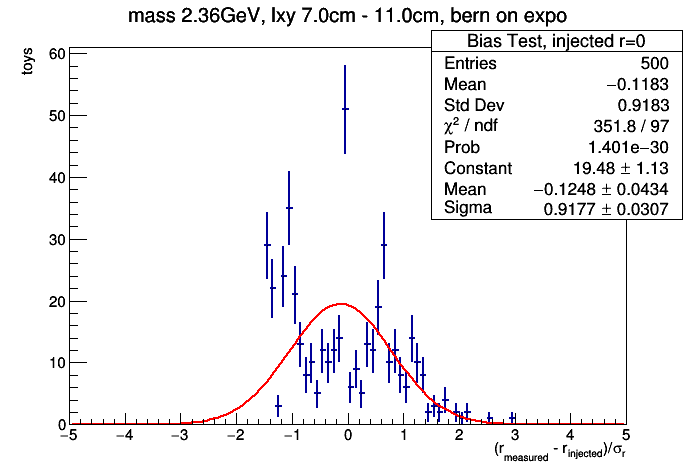 mass 2.36GeV, lxy 7.0cm - 11.0cm, bern on expo
Bias Test, injected r=0
Entries 500
Mean −0.1183
Std Dev 0.9183
χ² / ndf 351.8 / 97
Prob 1.401e−30
Constant 19.48 ± 1.13
Mean −0.1248 ± 0.0434
Sigma 0.9177 ± 0.0307
toys
60
50
40
30
20
10
0
−5 −4 −3 −2 −1 0 1 2 3 4 5
(r_measured - r_injected)/σ_r